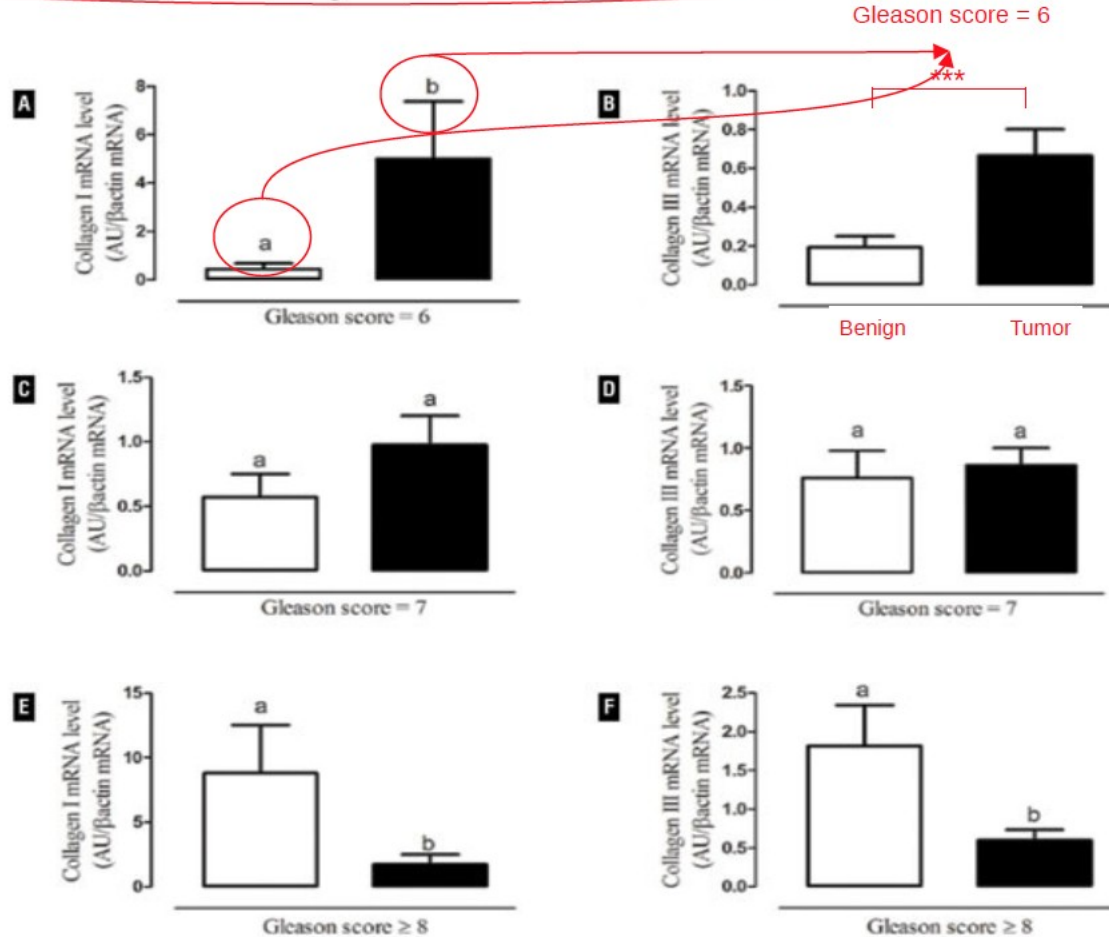 Gleason score = 6
A
Collagen I mRNA level
(AU/βactin mRNA)
8
6
4
2
0
a
b
Gleason score = 6
B
Collagen III mRNA level
(AU/βactin mRNA)
1.0
0.8
0.6
0.4
0.2
0.0
***
Benign
Tumor
C
Collagen I mRNA level
(AU/βactin mRNA)
1.5
1.0
0.5
0.0
a
a
Gleason score = 7
D
Collagen III mRNA level
(AU/βactin mRNA)
1.5
1.0
0.5
0.0
a
a
Gleason score = 7
E
Collagen I mRNA level
(AU/βactin mRNA)
15
10
5
0
a
b
Gleason score ≥ 8
F
Collagen III mRNA level
(AU/βactin mRNA)
2.5
2.0
1.5
1.0
0.5
0.0
a
b
Gleason score ≥ 8